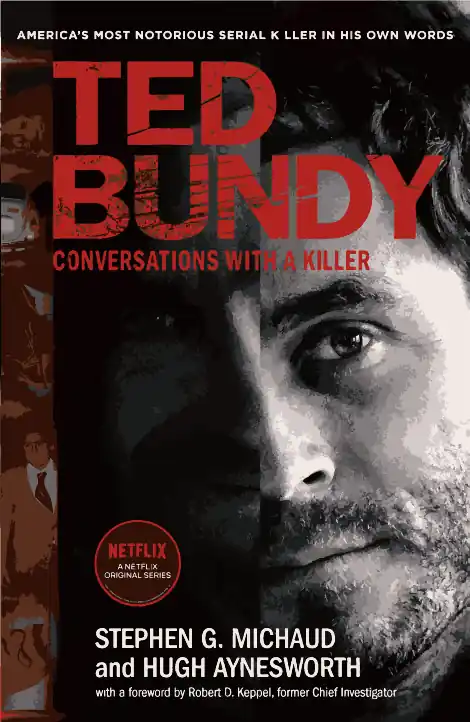 AMERICA'S MOST NOTORIOUS SERIAL K LLER IN HIS OWN WORDS
TED
BUNDY
CONVERSATIONS WITH A KILLER
NETFLIX
A NETFLIX
ORIGINAL SERIES
STEPHEN G. MICHAUD
and HUGH AYNESWORTH
with a foreword by Robert D. Keppel, former Chief Investigator